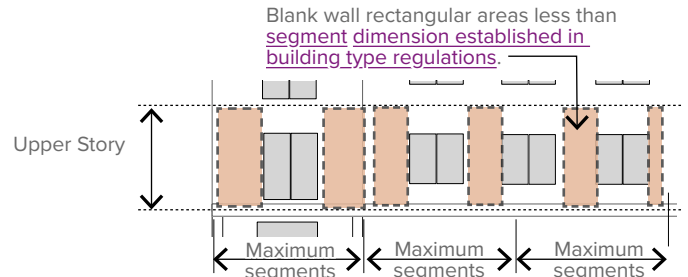 Blank wall rectangular areas less than
segment dimension established in
building type regulations.
Upper Story
Maximum
segments
Maximum
segments
Maximum
segments